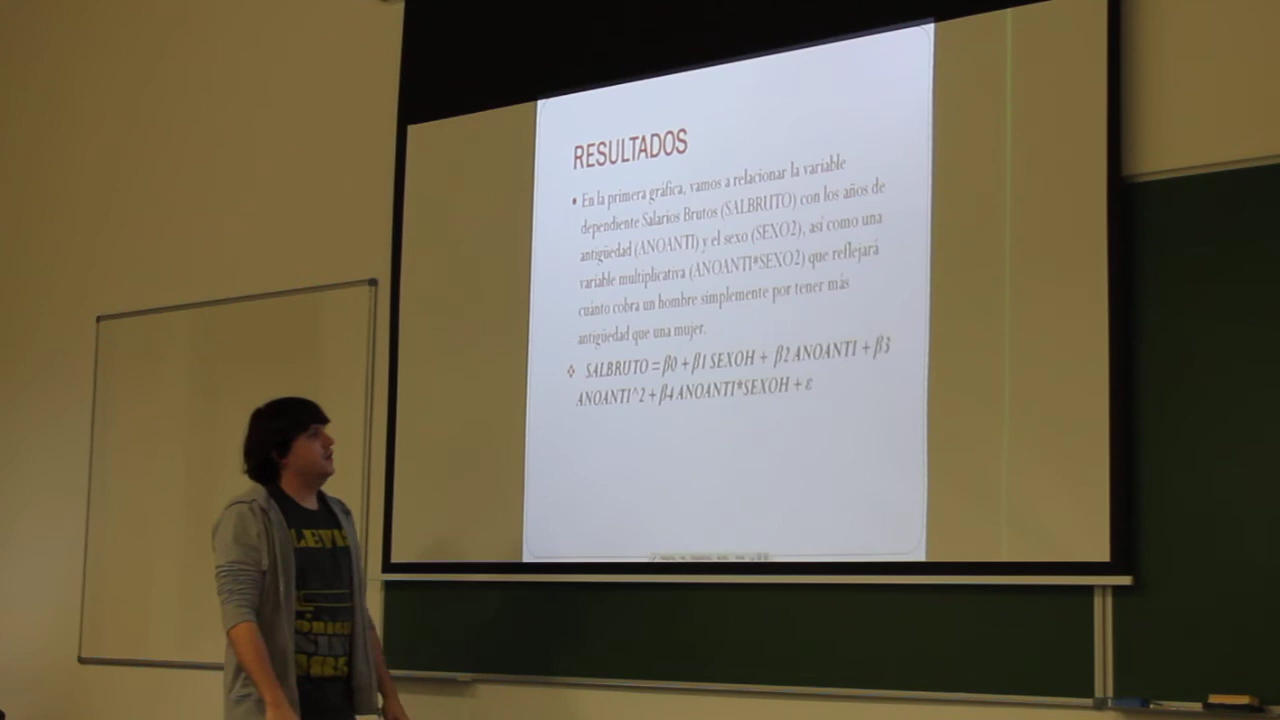 RESULTADOS
• En la primera gráfica, vamos a relacionar la variable
dependiente Salarios Brutos (SALBRUTO) con los años de
antigüedad (ANOANTI) y el sexo (SEXO2), así como una
variable multiplicativa (ANOANTI*SEXO2) que reflejará
cuánto cobra un hombre simplemente por tener más
antigüedad que una mujer.
❖ SALBRUTO = β0 + β1 SEXOH + β2 ANOANTI + β3
ANOANTI^2 + β4 ANOANTI*SEXOH + ε